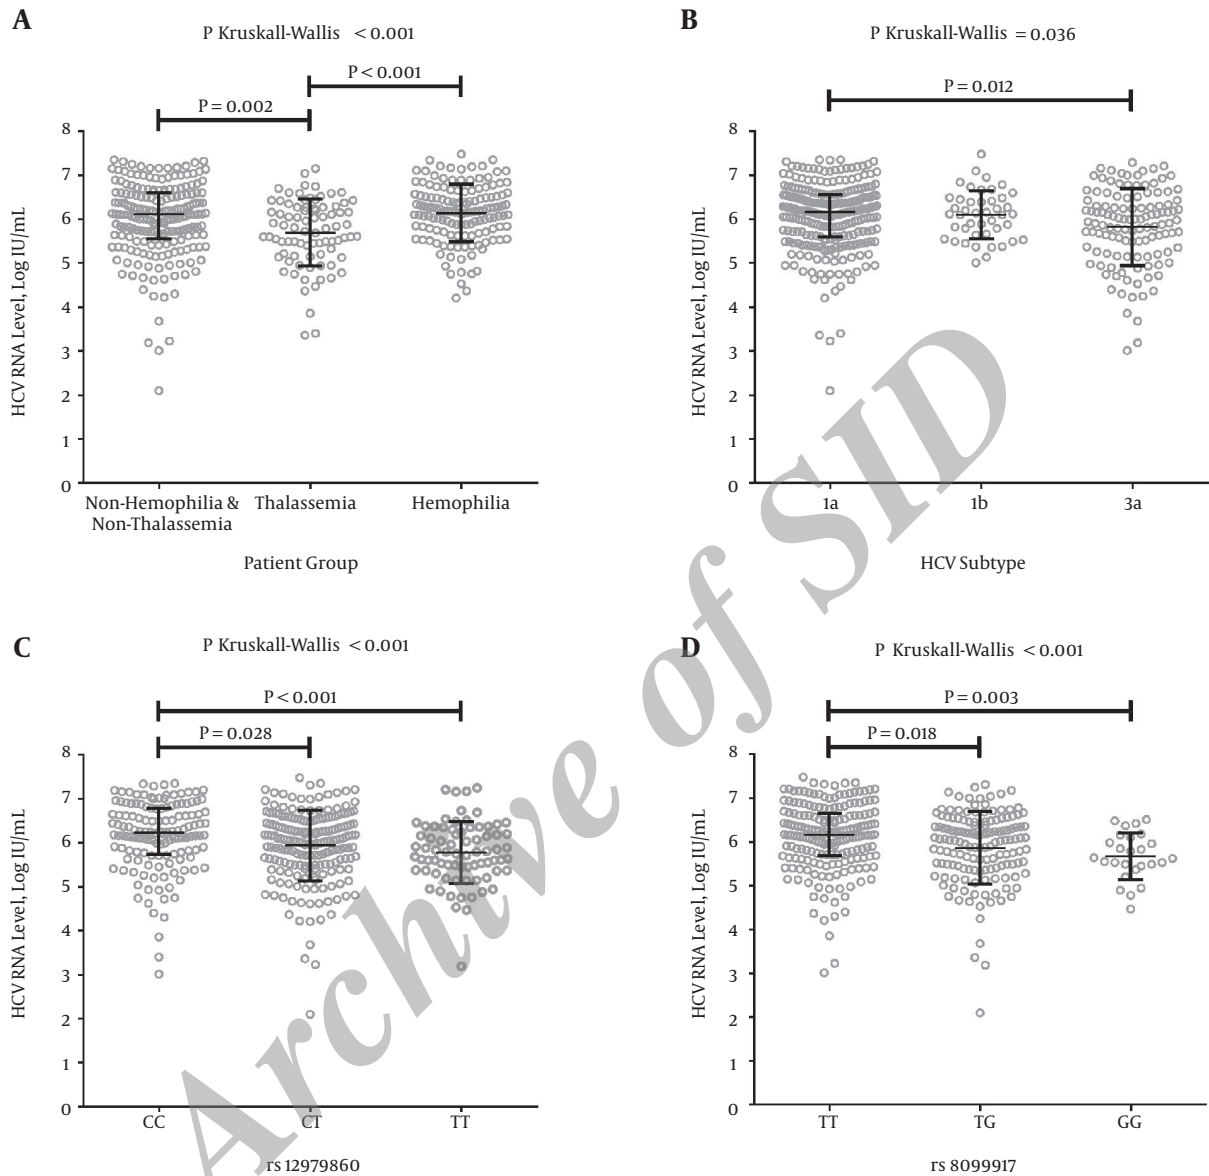 A
P Kruskall-Wallis < 0.001
P < 0.001
P = 0.002
HCV RNA Level, Log IU/mL
8
7
6
5
4
3
2
1
0
Non-Hemophilia &
Non-Thalassemia
Thalassemia
Hemophilia
Patient Group
B
P Kruskall-Wallis = 0.036
P = 0.012
HCV RNA Level, Log IU/mL
8
7
6
5
4
3
2
1
0
1a
1b
3a
HCV Subtype
C
P Kruskall-Wallis < 0.001
P < 0.001
P = 0.028
HCV RNA Level, Log IU/mL
8
7
6
5
4
3
2
1
0
CC
CT
TT
rs 12979860
D
P Kruskall-Wallis < 0.001
P = 0.003
P = 0.018
HCV RNA Level, Log IU/mL
8
7
6
5
4
3
2
1
0
TT
TG
GG
rs 8099917
Archive of SID